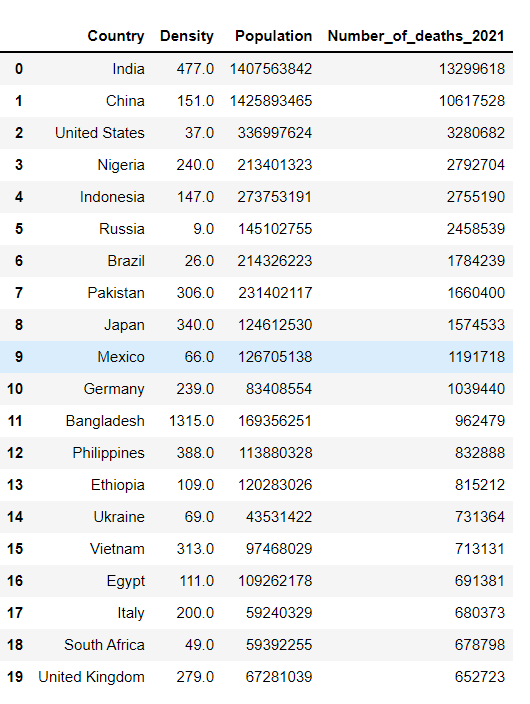 Country Density Population Number_of_deaths_2021
0 India 477.0 1407563842 13299618
1 China 151.0 1425893465 10617528
2 United States 37.0 336997624 3280682
3 Nigeria 240.0 213401323 2792704
4 Indonesia 147.0 273753191 2755190
5 Russia 9.0 145102755 2458539
6 Brazil 26.0 214326223 1784239
7 Pakistan 306.0 231402117 1660400
8 Japan 340.0 124612530 1574533
9 Mexico 66.0 126705138 1191718
10 Germany 239.0 83408554 1039440
11 Bangladesh 1315.0 169356251 962479
12 Philippines 388.0 113880328 832888
13 Ethiopia 109.0 120283026 815212
14 Ukraine 69.0 43531422 731364
15 Vietnam 313.0 97468029 713131
16 Egypt 111.0 109262178 691381
17 Italy 200.0 59240329 680373
18 South Africa 49.0 59392255 678798
19 United Kingdom 279.0 67281039 652723